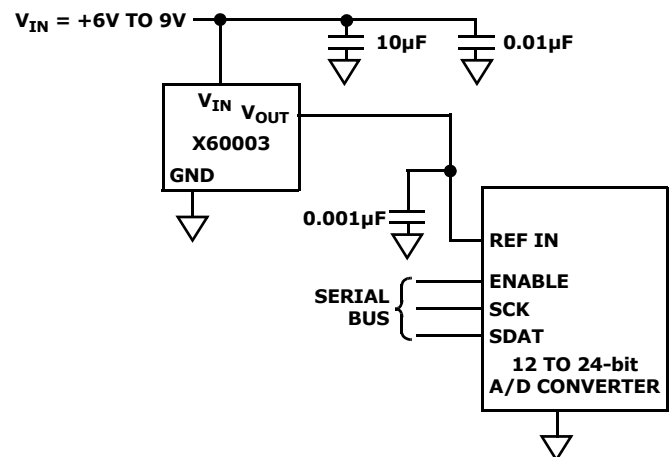 V_IN = +6V TO 9V
10µF
0.01µF
V_IN
V_OUT
X60003
GND
0.001µF
REF IN
SERIAL
BUS
ENABLE
SCK
SDAT
12 TO 24-bit
A/D CONVERTER